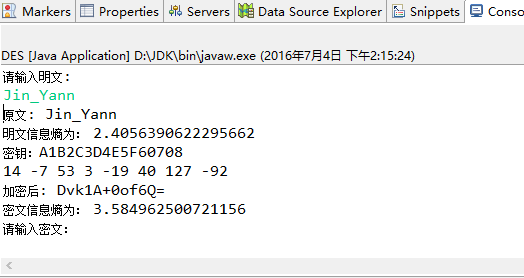 Markers Properties Servers Data Source Explorer Snippets Conso
DES [Java Application] D:\JDK\bin\javaw.exe (2016年7月4日 下午2:15:24)
请输入明文:
Jin_Yann
原文: Jin_Yann
明文信息熵为: 2.4056390622295662
密钥: A1B2C3D4E5F60708
14 -7 53 3 -19 40 127 -92
加密后: Dvk1A+0of6Q=
密文信息熵为: 3.584962500721156
请输入密文: